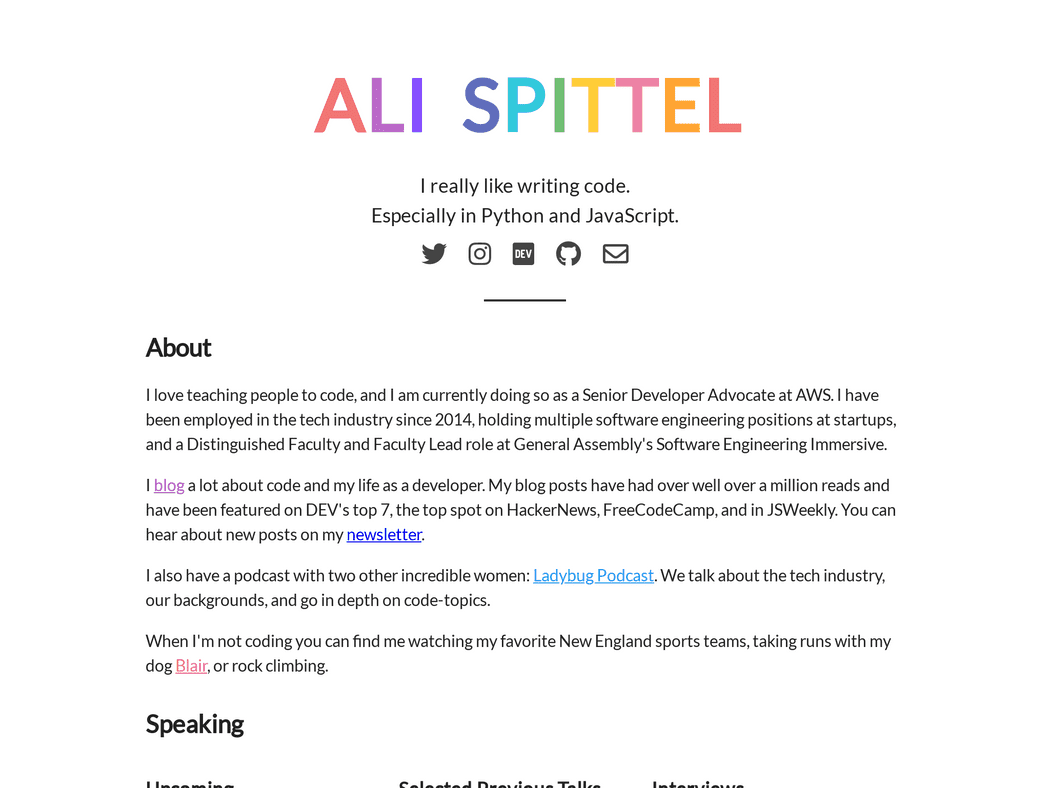 ALI SPITTEL
I really like writing code.
Especially in Python and JavaScript.
DEV
About
I love teaching people to code, and I am currently doing so as a Senior Developer Advocate at AWS. I have
been employed in the tech industry since 2014, holding multiple software engineering positions at startups,
and a Distinguished Faculty and Faculty Lead role at General Assembly's Software Engineering Immersive.
I blog a lot about code and my life as a developer. My blog posts have had over well over a million reads and
have been featured on DEV's top 7, the top spot on HackerNews, FreeCodeCamp, and in JSWeekly. You can
hear about new posts on my newsletter.
I also have a podcast with two other incredible women: Ladybug Podcast. We talk about the tech industry,
our backgrounds, and go in depth on code-topics.
When I'm not coding you can find me watching my favorite New England sports teams, taking runs with my
dog Blair, or rock climbing.
Speaking
Upcoming Selected Previous Talks Interviews